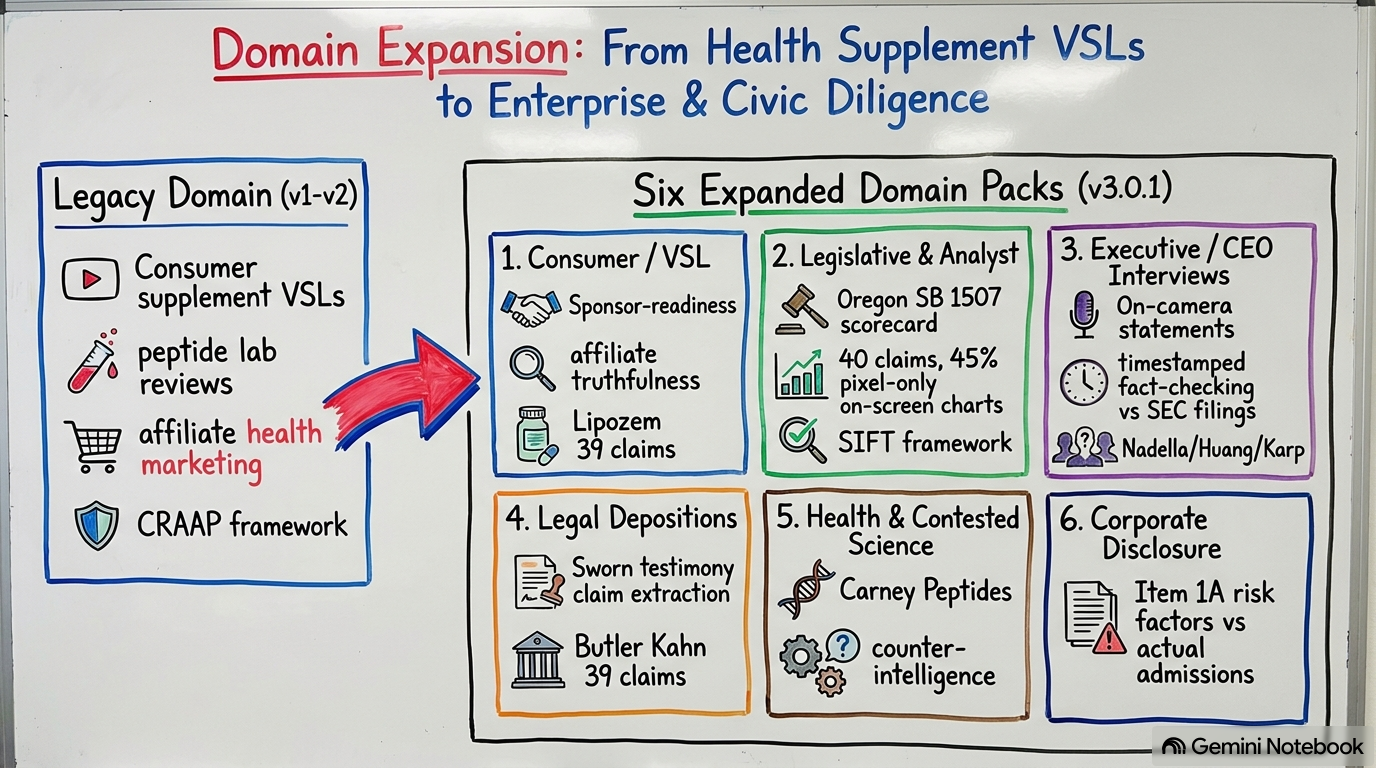 Domain Expansion: From Health Supplement VSLs
to Enterprise & Civic Diligence
Legacy Domain (v1-v2)
Consumer
supplement VSLs
peptide lab
reviews
affiliate health
marketing
CRAAP framework
Six Expanded Domain Packs (v3.0.1)
1. Consumer / VSL
Sponsor-readiness
affiliate
truthfulness
Lipozem
39 claims
2. Legislative & Analyst
Oregon SB 1507
scorecard
40 claims, 45%
pixel-only
on-screen charts
SIFT framework
3. Executive / CEO
Interviews
On-camera
statements
timestamped
fact-checking
vs SEC filings
?
Nadella/Huang/Karp
4. Legal Depositions
Sworn testimony
claim extraction
Butler Kahn
39 claims
5. Health & Contested
Science
Carney Peptides
?
counter-
intelligence
6. Corporate
Disclosure
Item 1A risk
factors vs
actual
admissions
Gemini Notebook